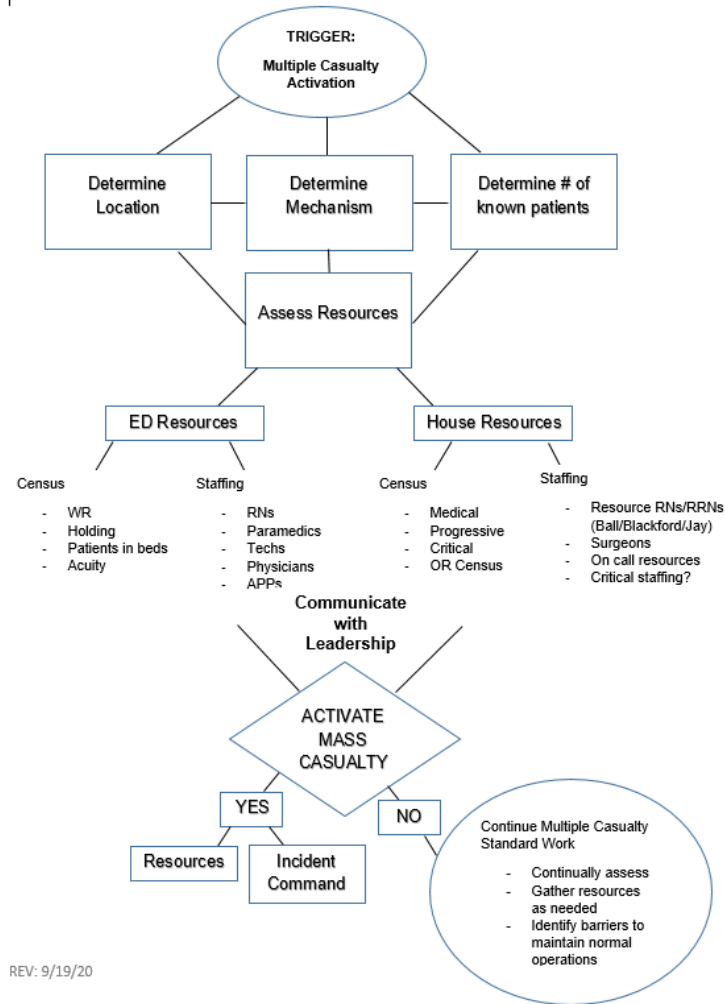 TRIGGER:
Multiple Casualty
Activation
Determine
Location
Determine
Mechanism
Determine # of
known patients
Assess Resources
ED Resources
House Resources
Census
- WR
- Holding
- Patients in beds
- Acuity
Staffing
- RNs
- Paramedics
- Techs
- Physicians
- APPs
Census
- Medical
- Progressive
- Critical
- OR Census
Staffing
- Resource RNs/RRNs
(Ball/Blackford/Jay)
- Surgeons
- On call resources
- Critical staffing?
Communicate
with
Leadership
ACTIVATE
MASS
CASUALTY
YES
NO
Resources
Incident
Command
Continue Multiple Casualty
Standard Work
- Continually assess
- Gather resources
as needed
- Identify barriers to
maintain normal
operations
REV: 9/19/20